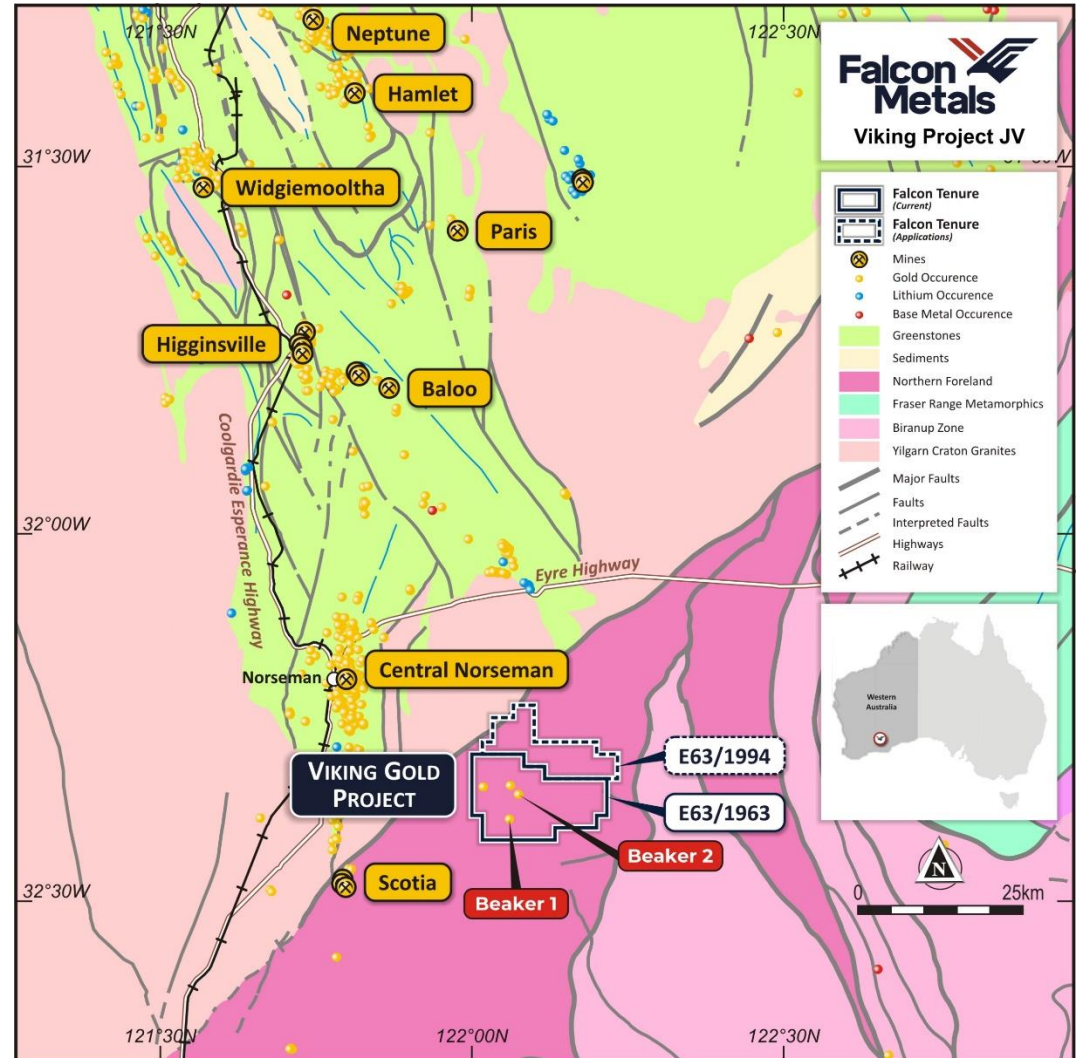 121°30N
122°30N
Neptune
Hamlet
31°30W
Widgiemooltha
Paris
Higginsville
Baloo
Coolgardie Esperance Highway
32°00W
Eyre Highway
Norseman
Central Norseman
VIKING GOLD
PROJECT
E63/1994
E63/1963
Beaker 2
Beaker 1
Scotia
32°30W
121°30N
122°00N
122°30N
Falcon
Metals
Viking Project JV
Falcon Tenure
(Current)
Falcon Tenure
(Applications)
Mines
Gold Occurence
Lithium Occurence
Base Metal Occurence
Greenstones
Sediments
Northern Foreland
Fraser Range Metamorphics
Biranup Zone
Yilgarn Craton Granites
Major Faults
Faults
Interpreted Faults
Highways
Railway
Western
Australia
N
0
25km